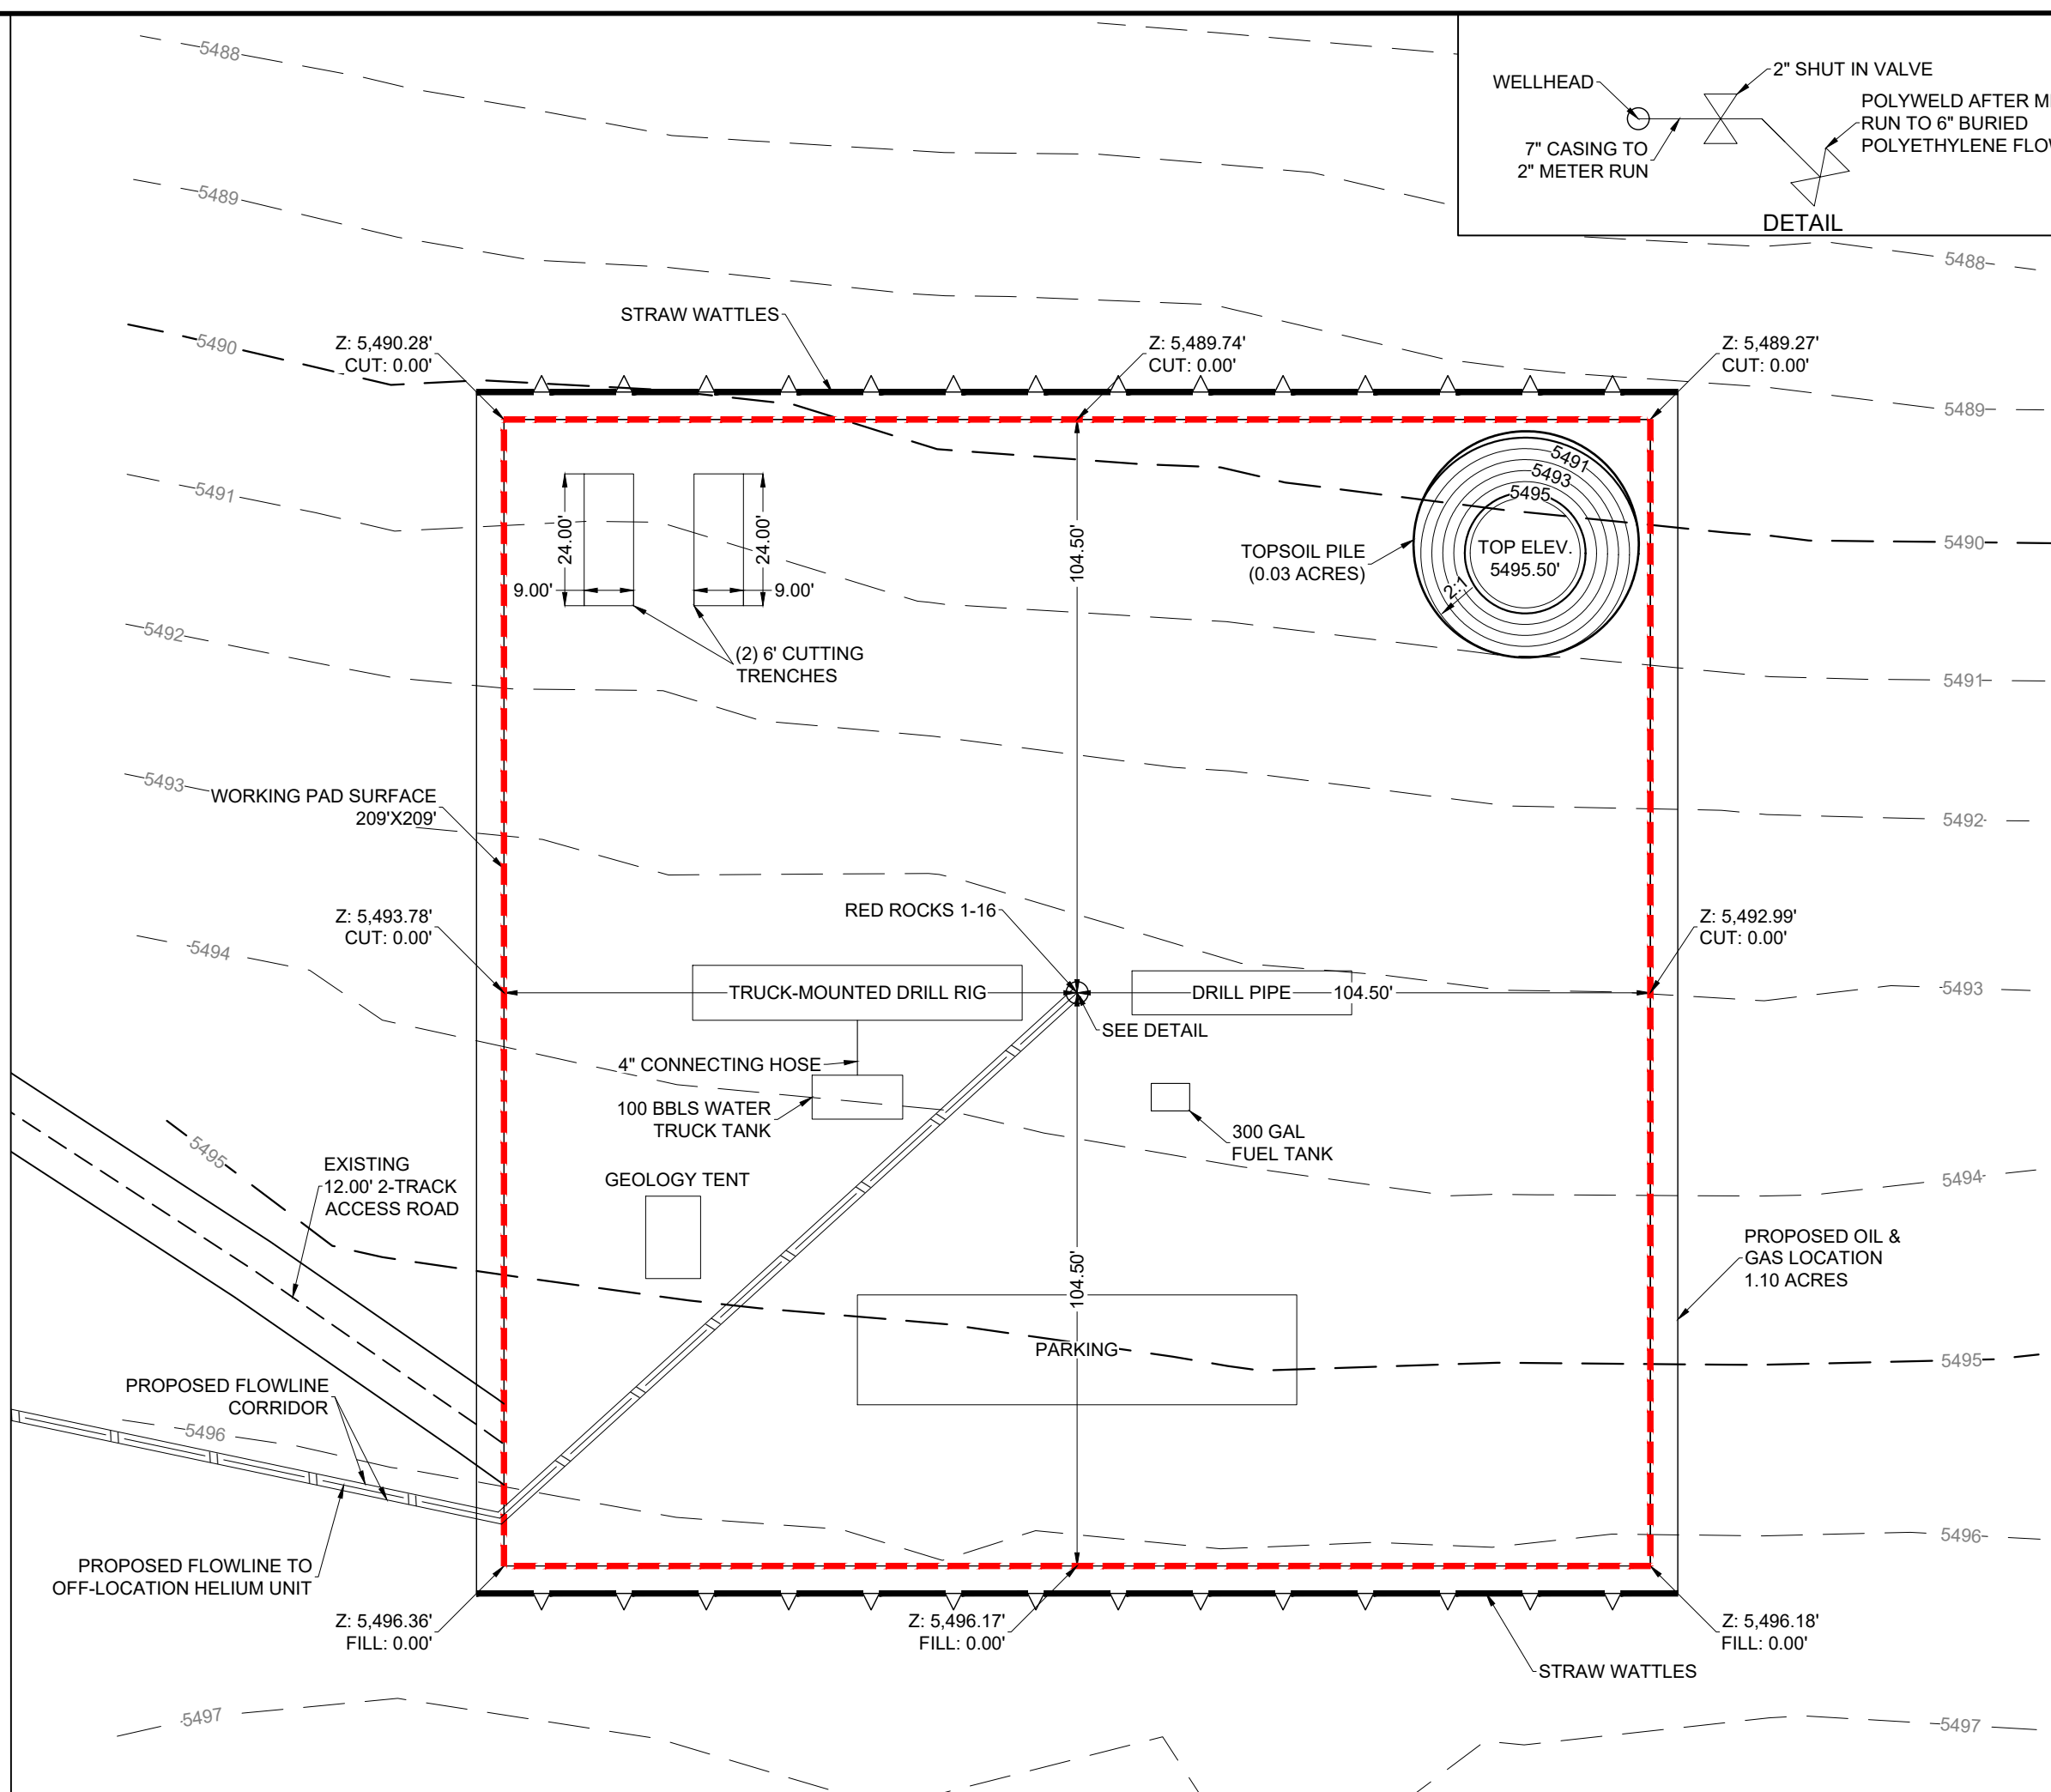 WELLHEAD
2" SHUT IN VALVE
POLYWELD AFTER
RUN TO 6" BURIED
POLYETHYLENE
7" CASING TO
2" METER RUN
DETAIL
5488
5489
5490
5491
5492
5493
5494
5495
5496
5497
5488
5489
5490
5491
5492
5493
5494
5495
5496
5497
STRAW WATTLES
Z: 5,490.28'
CUT: 0.00'
Z: 5,489.74'
CUT: 0.00'
Z: 5,489.27'
CUT: 0.00'
24.00'
9.00'
24.00'
9.00'
(2) 6' CUTTING
TRENCHES
104.50'
TOPSOIL PILE
(0.03 ACRES)
5491
5493
5495
TOP ELEV.
5495.50'
2:1
WORKING PAD SURFACE
209'X209'
Z: 5,493.78'
CUT: 0.00'
RED ROCKS 1-16
Z: 5,492.99'
CUT: 0.00'
TRUCK-MOUNTED DRILL RIG
DRILL PIPE
104.50'
SEE DETAIL
4" CONNECTING HOSE
100 BBLS WATER
TRUCK TANK
300 GAL
FUEL TANK
GEOLOGY TENT
EXISTING
12.00' 2-TRACK
ACCESS ROAD
104.50'
PARKING
PROPOSED OIL &
GAS LOCATION
1.10 ACRES
PROPOSED FLOWLINE
CORRIDOR
PROPOSED FLOWLINE TO
OFF-LOCATION HELIUM UNIT
Z: 5,496.36'
FILL: 0.00'
Z: 5,496.17'
FILL: 0.00'
Z: 5,496.18'
FILL: 0.00'
STRAW WATTLES